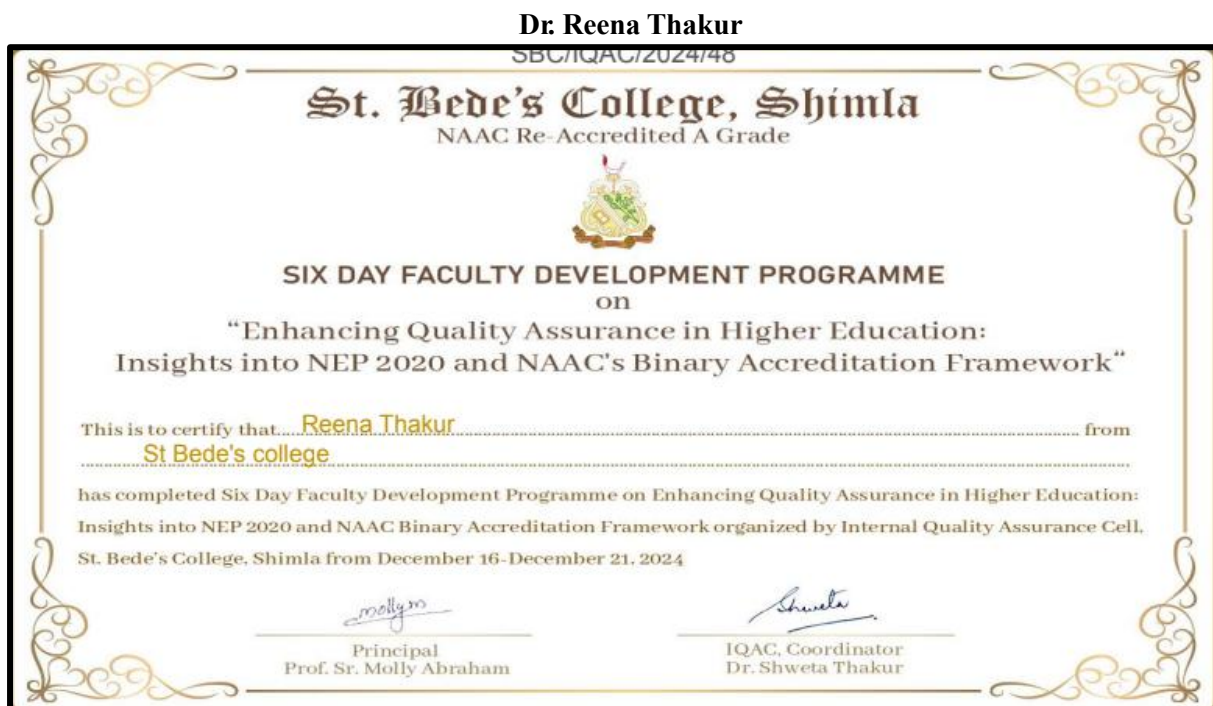 Dr. Reena Thakur
SBC/IQAC/2024/48
St. Bede's College, Shimla
NAAC Re-Accredited A Grade
SIX DAY FACULTY DEVELOPMENT PROGRAMME
on
“Enhancing Quality Assurance in Higher Education:
Insights into NEP 2020 and NAAC's Binary Accreditation Framework“
This is to certify that.....Reena Thakur..... from
St Bede's college
has completed Six Day Faculty Development Programme on Enhancing Quality Assurance in Higher Education:
Insights into NEP 2020 and NAAC Binary Accreditation Framework organized by Internal Quality Assurance Cell,
St. Bede's College, Shimla from December 16-December 21, 2024
mollym
Shweta
Principal
Prof. Sr. Molly Abraham
IQAC, Coordinator
Dr. Shweta Thakur